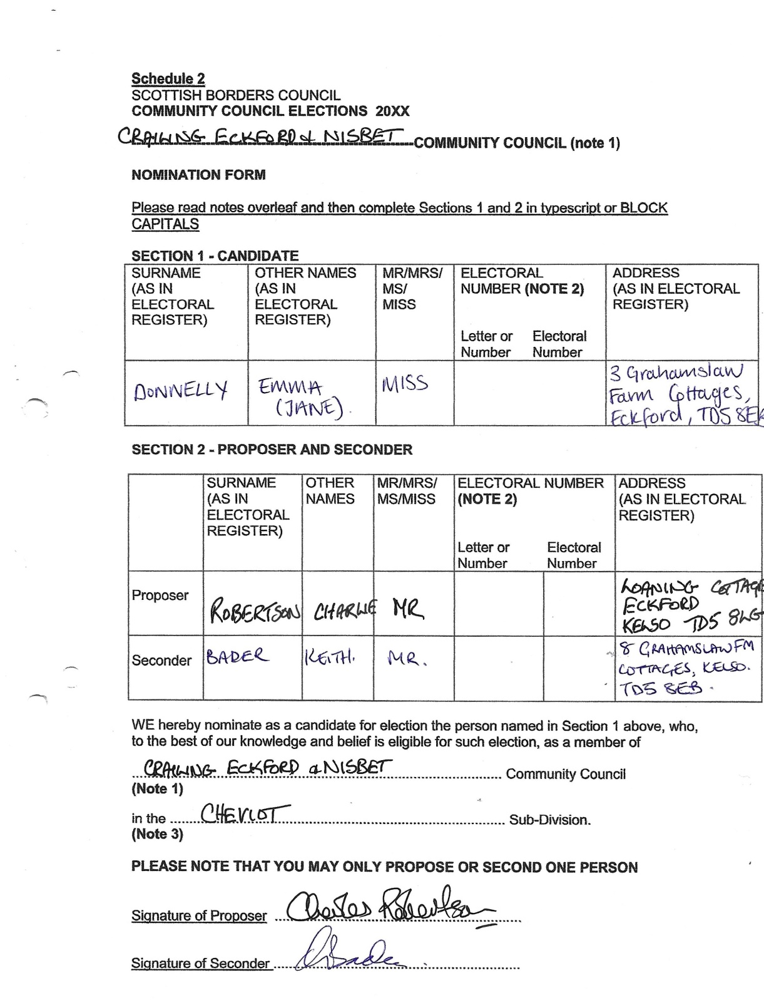 Schedule 2
SCOTTISH BORDERS COUNCIL
COMMUNITY COUNCIL ELECTIONS 20XX
CRAILING ECKFORD & NISBET COMMUNITY COUNCIL (note 1)
NOMINATION FORM
Please read notes overleaf and then complete Sections 1 and 2 in typescript or BLOCK
CAPITALS
SECTION 1 - CANDIDATE
SURNAME OTHER NAMES MR/MRS/ ELECTORAL ADDRESS
(AS IN (AS IN MS/ NUMBER (NOTE 2) (AS IN ELECTORAL
ELECTORAL ELECTORAL MISS REGISTER)
REGISTER) REGISTER)
Letter or Electoral
Number Number
DONNELLY EMMA MISS 3 Grahamslaw
(JANE). Farm Cottages,
Eckford, TD5 8EB
SECTION 2 - PROPOSER AND SECONDER
SURNAME OTHER MR/MRS/ ELECTORAL NUMBER ADDRESS
(AS IN NAMES MS/MISS (NOTE 2) (AS IN ELECTORAL
ELECTORAL REGISTER)
REGISTER)
Letter or Electoral
Number Number
Proposer ROBERTSON CHARLIE MR LOANING COTTAGE
ECKFORD
KELSO TD5 8LG
Seconder BADER KEITH. MR. 8 GRAHAMSLAW FM
COTTAGES, KELSO.
TD5 8EB.
WE hereby nominate as a candidate for election the person named in Section 1 above, who,
to the best of our knowledge and belief is eligible for such election, as a member of
CRAILING ECKFORD & NISBET Community Council
(Note 1)
in the CHEVIOT Sub-Division.
(Note 3)
PLEASE NOTE THAT YOU MAY ONLY PROPOSE OR SECOND ONE PERSON
Signature of Proposer Charles Robertson
Signature of Seconder Bader